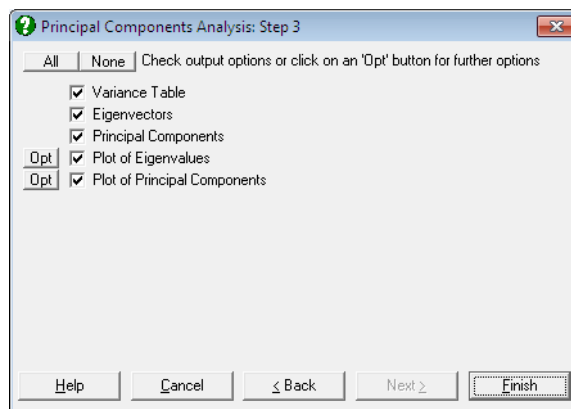 Principal Components Analysis: Step 3
All None Check output options or click on an 'Opt' button for further options
Variance Table
Eigenvectors
Principal Components
Opt Plot of Eigenvalues
Opt Plot of Principal Components
Help Cancel < Back Next > Finish